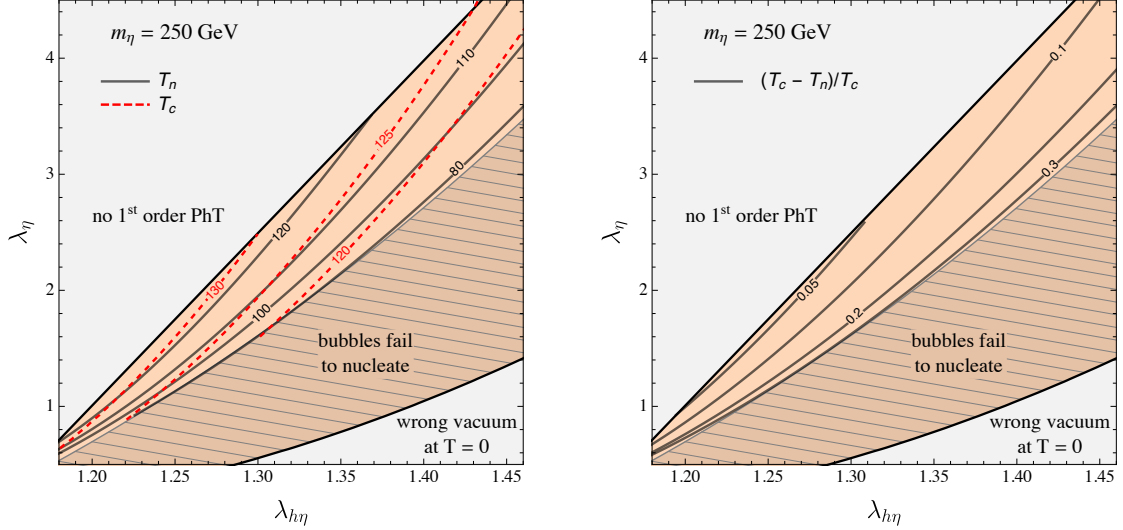 m_η = 250 GeV
T_n
T_c
110
125
120
no 1st order PhT
80
120
130
100
bubbles fail
to nucleate
wrong vacuum
at T = 0
4
3
2
1
λ_η
1.20
1.25
1.30
1.35
1.40
1.45
λ_hη
m_η = 250 GeV
(T_c − T_n)/T_c
0.1
0.3
no 1st order PhT
0.05
0.2
bubbles fail
to nucleate
wrong vacuum
at T = 0
4
3
2
1
λ_η
1.20
1.25
1.30
1.35
1.40
1.45
λ_hη